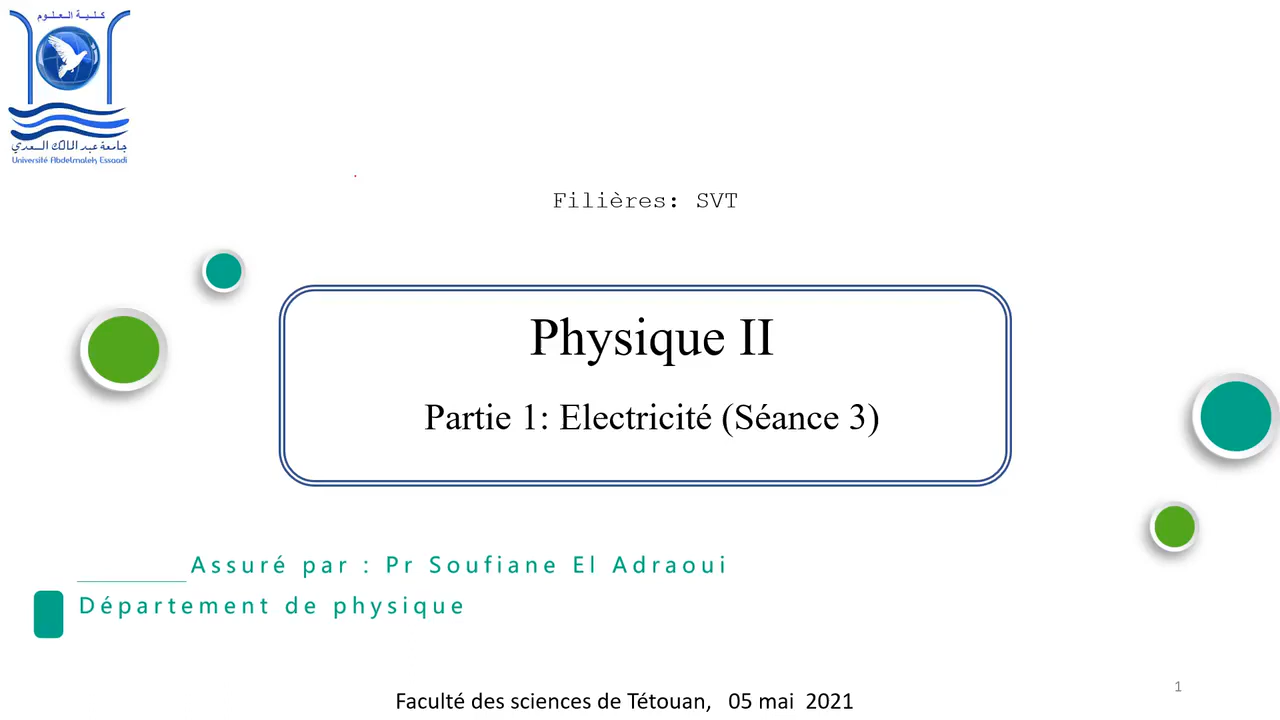 كلية العلوم
جامعة عبد المالك السعدي
Université Abdelmalek Essaadi
Filières: SVT
Physique II
Partie 1: Electricité (Séance 3)
Assuré par : Pr Soufiane El Adraoui
Département de physique
Faculté des sciences de Tétouan, 05 mai 2021
1